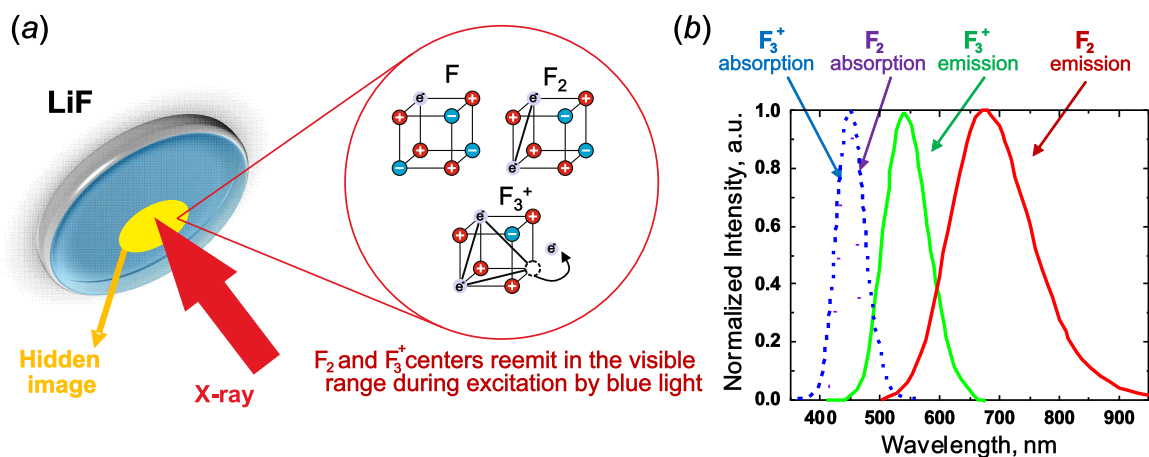 (a)
LiF
Hidden
image
X-ray
F
e⁻ + + − + − − +
F₂
e⁻ + + − + − e⁻ +
F₃⁺
e⁻ + + − + e⁻ e⁻ +
F₂ and F₃⁺ centers reemit in the visible
range during excitation by blue light
(b)
F₃⁺
absorption
F₂
absorption
F₃⁺
emission
F₂
emission
Normalized Intensity, a.u.
1.0
0.8
0.6
0.4
0.2
0.0
400 500 600 700 800 900
Wavelength, nm